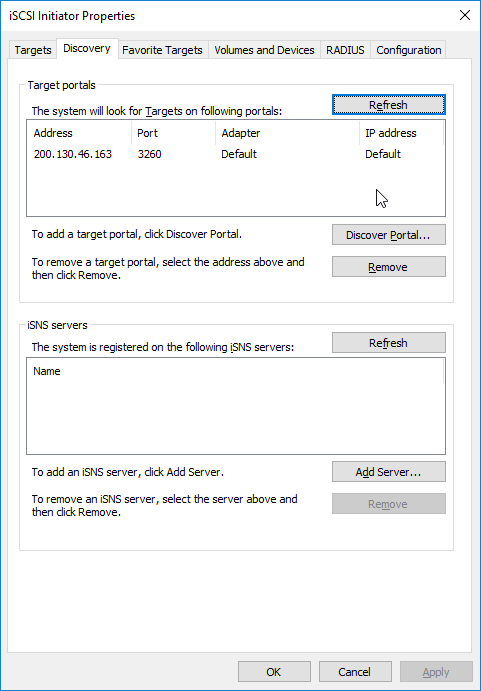 iSCSI Initiator Properties
Targets Discovery Favorite Targets Volumes and Devices RADIUS Configuration
Target portals
The system will look for Targets on following portals: Refresh
Address Port Adapter IP address
200.130.46.163 3260 Default Default
To add a target portal, click Discover Portal. Discover Portal...
To remove a target portal, select the address above and
then click Remove.
Remove
iSNS servers
The system is registered on the following iSNS servers: Refresh
Name
To add an iSNS server, click Add Server. Add Server...
To remove an iSNS server, select the server above and
then click Remove.
Remove
OK Cancel Apply